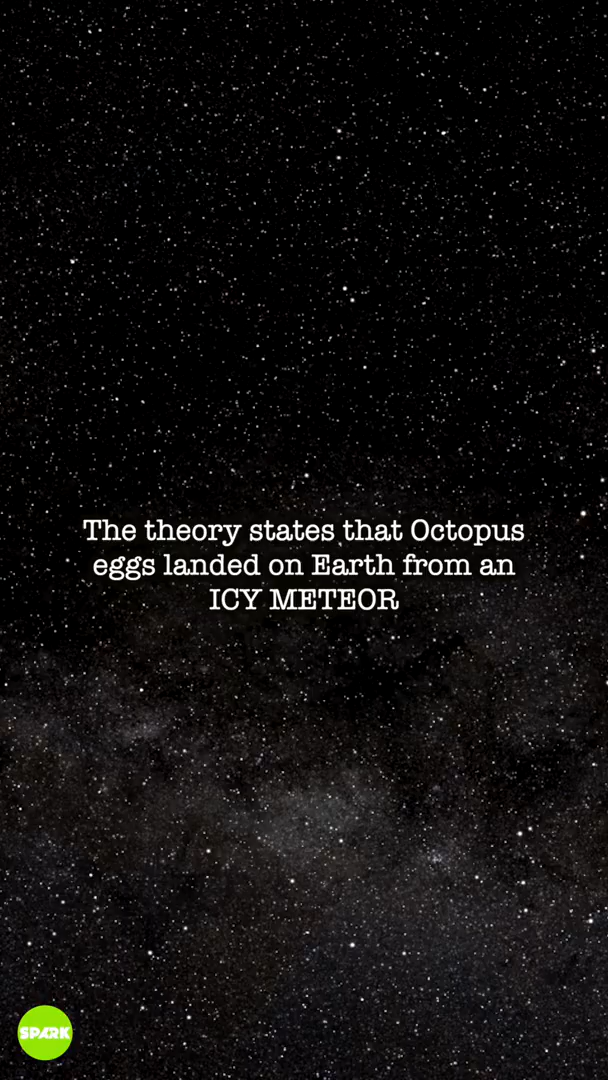 The theory states that Octopus
eggs landed on Earth from an
ICY METEOR
SPARK